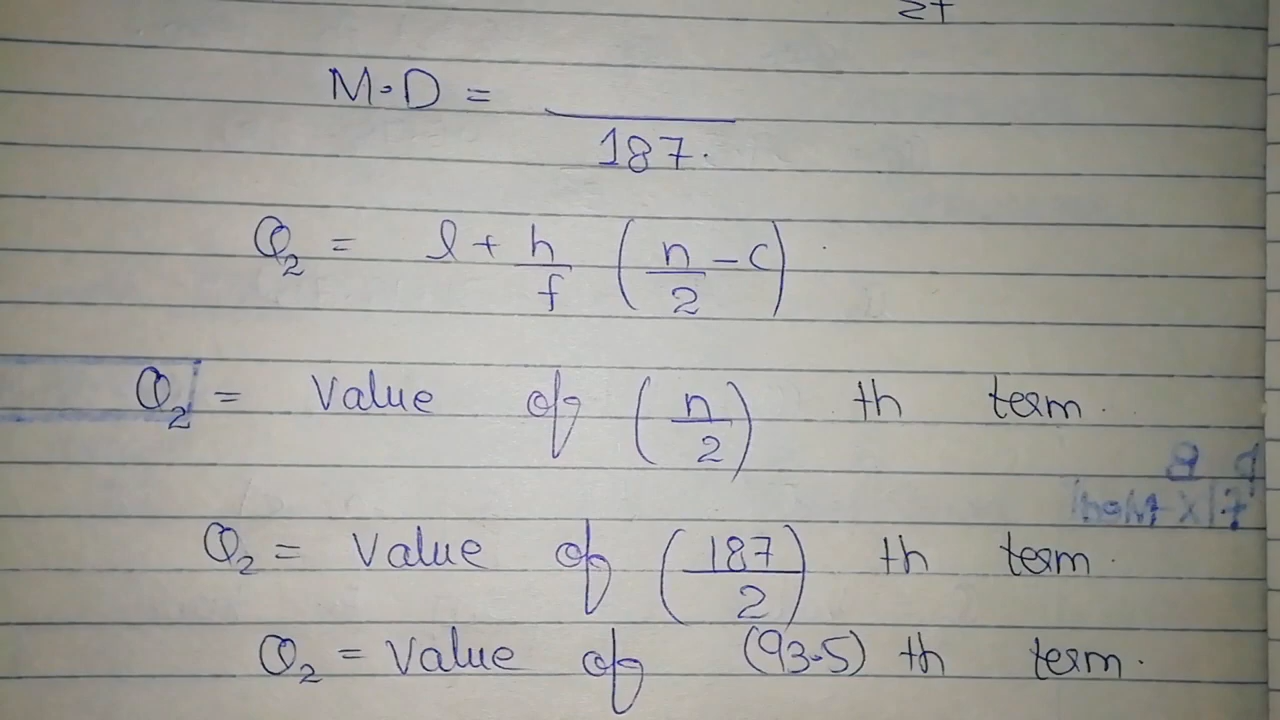 Σf
M.D = ―――
187.
Q₂ = l + h/f (n/2 - c)
Q₂ = Value of (n/2) th term.
Q₂ = Value of (187/2) th term.
Q₂ = Value of (93.5) th term.